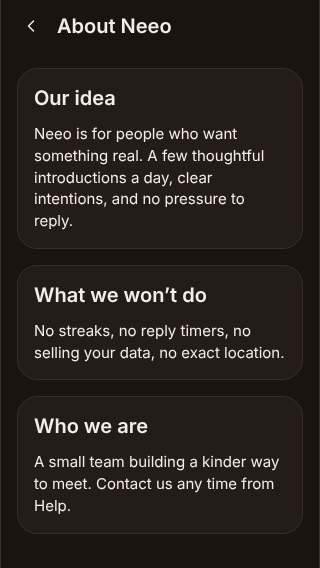 About Neeo
Our idea
Neeo is for people who want
something real. A few thoughtful
introductions a day, clear
intentions, and no pressure to
reply.
What we won’t do
No streaks, no reply timers, no
selling your data, no exact location.
Who we are
A small team building a kinder way
to meet. Contact us any time from
Help.